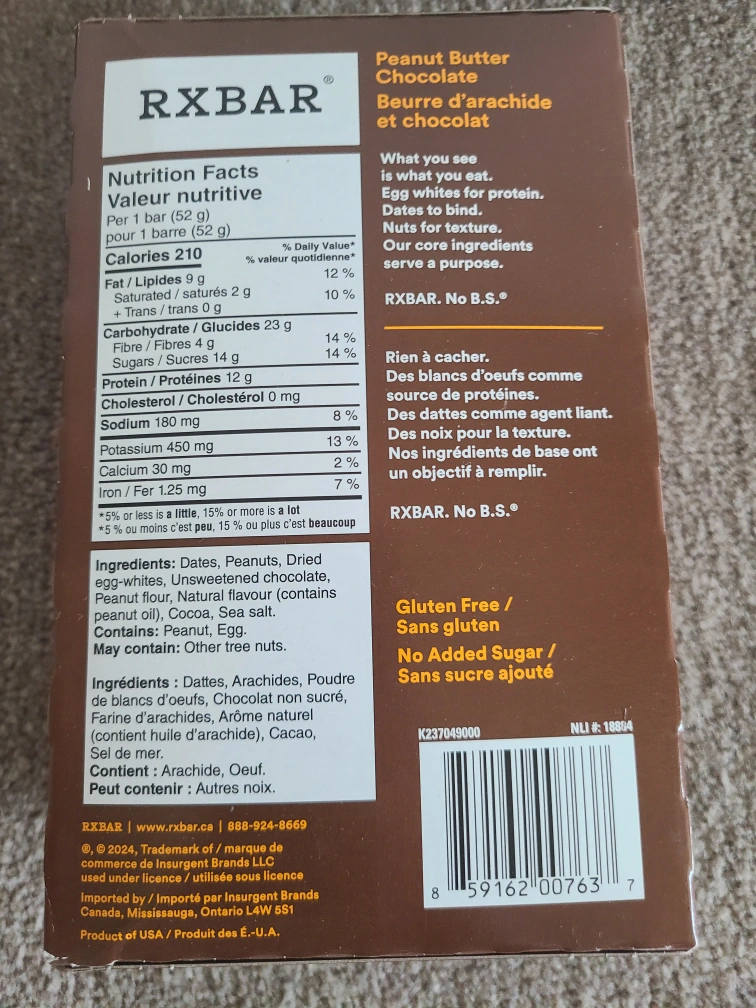 RXBAR®
Peanut Butter
Chocolate
Beurre d'arachide
et chocolat
Nutrition Facts
Valeur nutritive
Per 1 bar (52 g)
pour 1 barre (52 g)
Calories 210
% Daily Value*
% valeur quotidienne*
Fat / Lipides 9 g 12 %
Saturated / saturés 2 g 10 %
+ Trans / trans 0 g
Carbohydrate / Glucides 23 g
Fibre / Fibres 4 g 14 %
Sugars / Sucres 14 g 14 %
Protein / Protéines 12 g
Cholesterol / Cholestérol 0 mg
Sodium 180 mg 8 %
Potassium 450 mg 13 %
Calcium 30 mg 2 %
Iron / Fer 1.25 mg 7 %
*5% or less is a little, 15% or more is a lot
*5 % ou moins c'est peu, 15 % ou plus c'est beaucoup
Ingredients: Dates, Peanuts, Dried
egg-whites, Unsweetened chocolate,
Peanut flour, Natural flavour (contains
peanut oil), Cocoa, Sea salt.
Contains: Peanut, Egg.
May contain: Other tree nuts.
Ingrédients : Dattes, Arachides, Poudre
de blancs d'oeufs, Chocolat non sucré,
Farine d'arachides, Arôme naturel
(contient huile d'arachide), Cacao,
Sel de mer.
Contient : Arachide, Oeuf.
Peut contenir : Autres noix.
RXBAR | www.rxbar.ca | 888-924-8669
®, © 2024, Trademark of / marque de
commerce de Insurgent Brands LLC
used under licence / utilisée sous licence
Imported by / Importé par Insurgent Brands
Canada, Mississauga, Ontario L4W 5S1
Product of USA / Produit des É.-U.A.
What you see
is what you eat.
Egg whites for protein.
Dates to bind.
Nuts for texture.
Our core ingredients
serve a purpose.
RXBAR. No B.S.®
Rien à cacher.
Des blancs d'oeufs comme
source de protéines.
Des dattes comme agent liant.
Des noix pour la texture.
Nos ingrédients de base ont
un objectif à remplir.
RXBAR. No B.S.®
Gluten Free /
Sans gluten
No Added Sugar /
Sans sucre ajouté
K237049000
NLI #: 18804
8 59162 00763 7